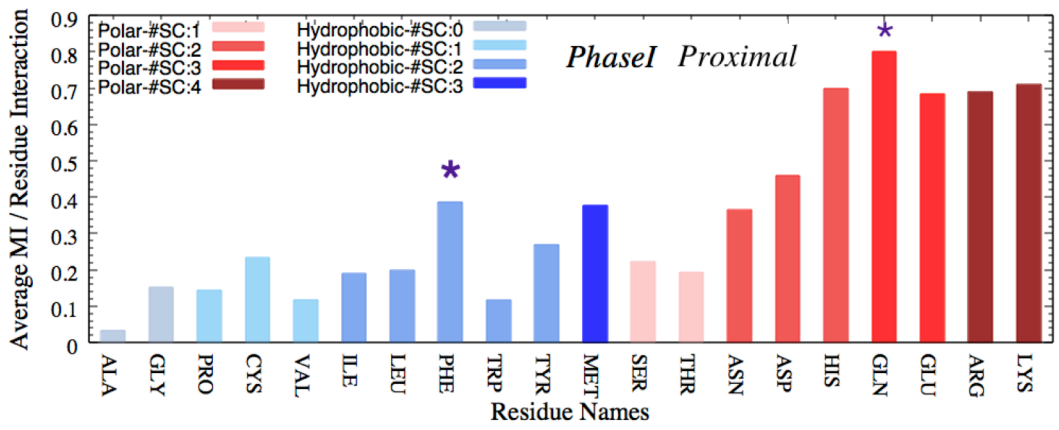 Average MI / Residue Interaction
0.9
0.8
0.7
0.6
0.5
0.4
0.3
0.2
0.1
0
Polar-#SC:1
Polar-#SC:2
Polar-#SC:3
Polar-#SC:4
Hydrophobic-#SC:0
Hydrophobic-#SC:1
Hydrophobic-#SC:2
Hydrophobic-#SC:3
PhaseI Proximal
*
*
ALA
GLY
PRO
CYS
VAL
ILE
LEU
PHE
TRP
TYR
MET
SER
THR
ASN
ASP
HIS
GLN
GLU
ARG
LYS
Residue Names